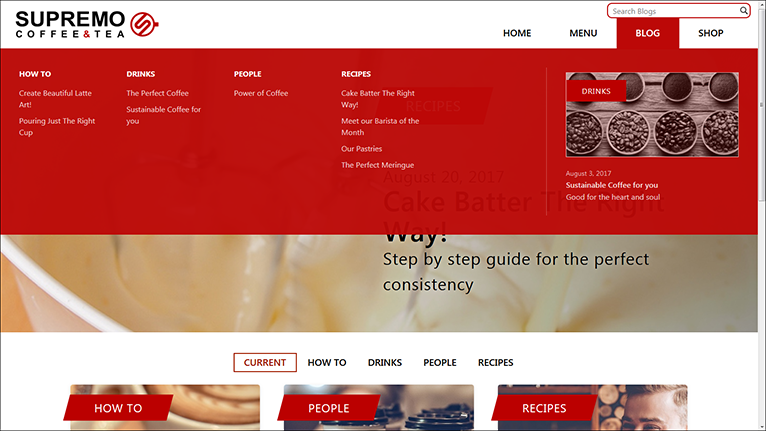 SUPREMO
COFFEE&TEA
Search Blogs
HOME
MENU
BLOG
SHOP
HOW TO
Create Beautiful Latte
Art!
Pouring Just The Right
Cup
DRINKS
The Perfect Coffee
Sustainable Coffee for
you
PEOPLE
Power of Coffee
RECIPES
Cake Batter The Right
Way!
Meet our Barista of the
Month
Our Pastries
The Perfect Meringue
DRINKS
August 3, 2017
Sustainable Coffee for you
Good for the heart and soul
RECIPES
August 20, 2017
Cake Batter The Right
Way!
Step by step guide for the perfect
consistency
CURRENT
HOW TO
DRINKS
PEOPLE
RECIPES
HOW TO
PEOPLE
RECIPES